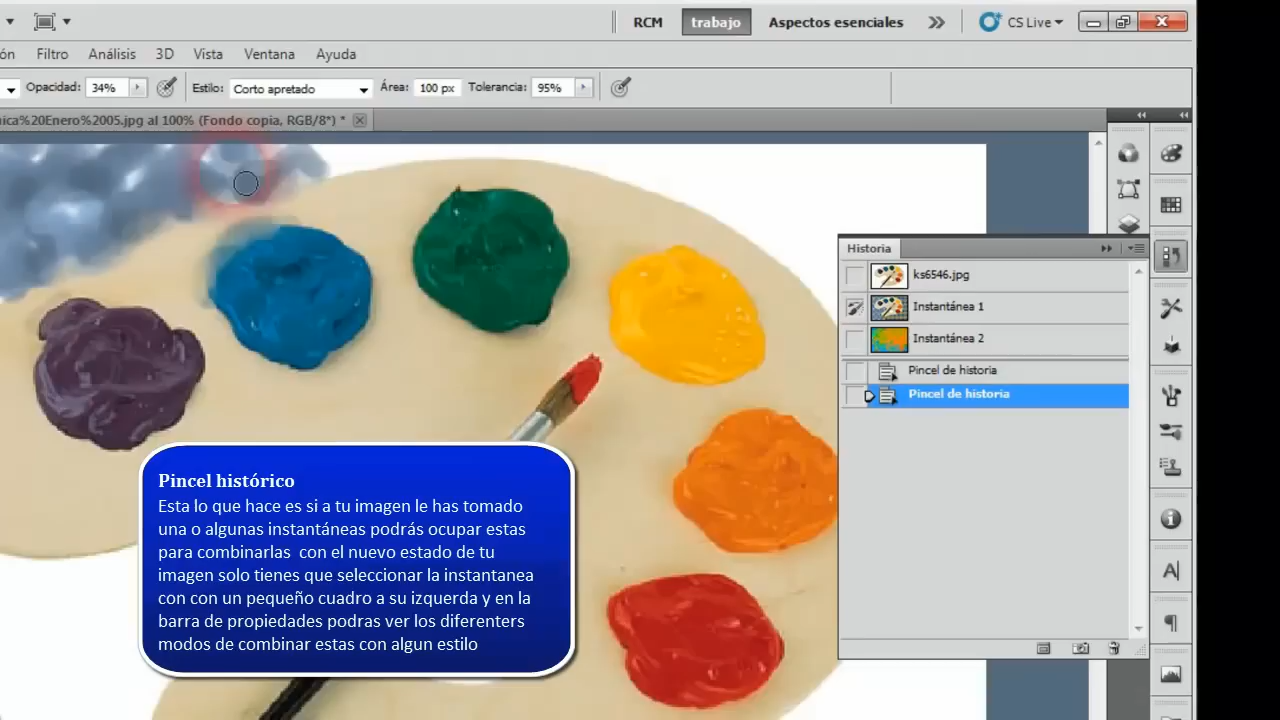 RCM trabajo Aspectos esenciales CS Live
ón Filtro Análisis 3D Vista Ventana Ayuda
Opacidad: 34% Estilo: Corto apretado Área: 100 px Tolerancia: 95%
nica%20Enero%2005.jpg al 100% (Fondo copia, RGB/8*) *
Historia
ks6546.jpg
Instantánea 1
Instantánea 2
Pincel de historia
Pincel de historia
Pincel histórico
Esta lo que hace es si a tu imagen le has tomado
una o algunas instantáneas podrás ocupar estas
para combinarlas con el nuevo estado de tu
imagen solo tienes que seleccionar la instantanea
con con un pequeño cuadro a su izquerda y en la
barra de propiedades podras ver los diferenters
modos de combinar estas con algun estilo